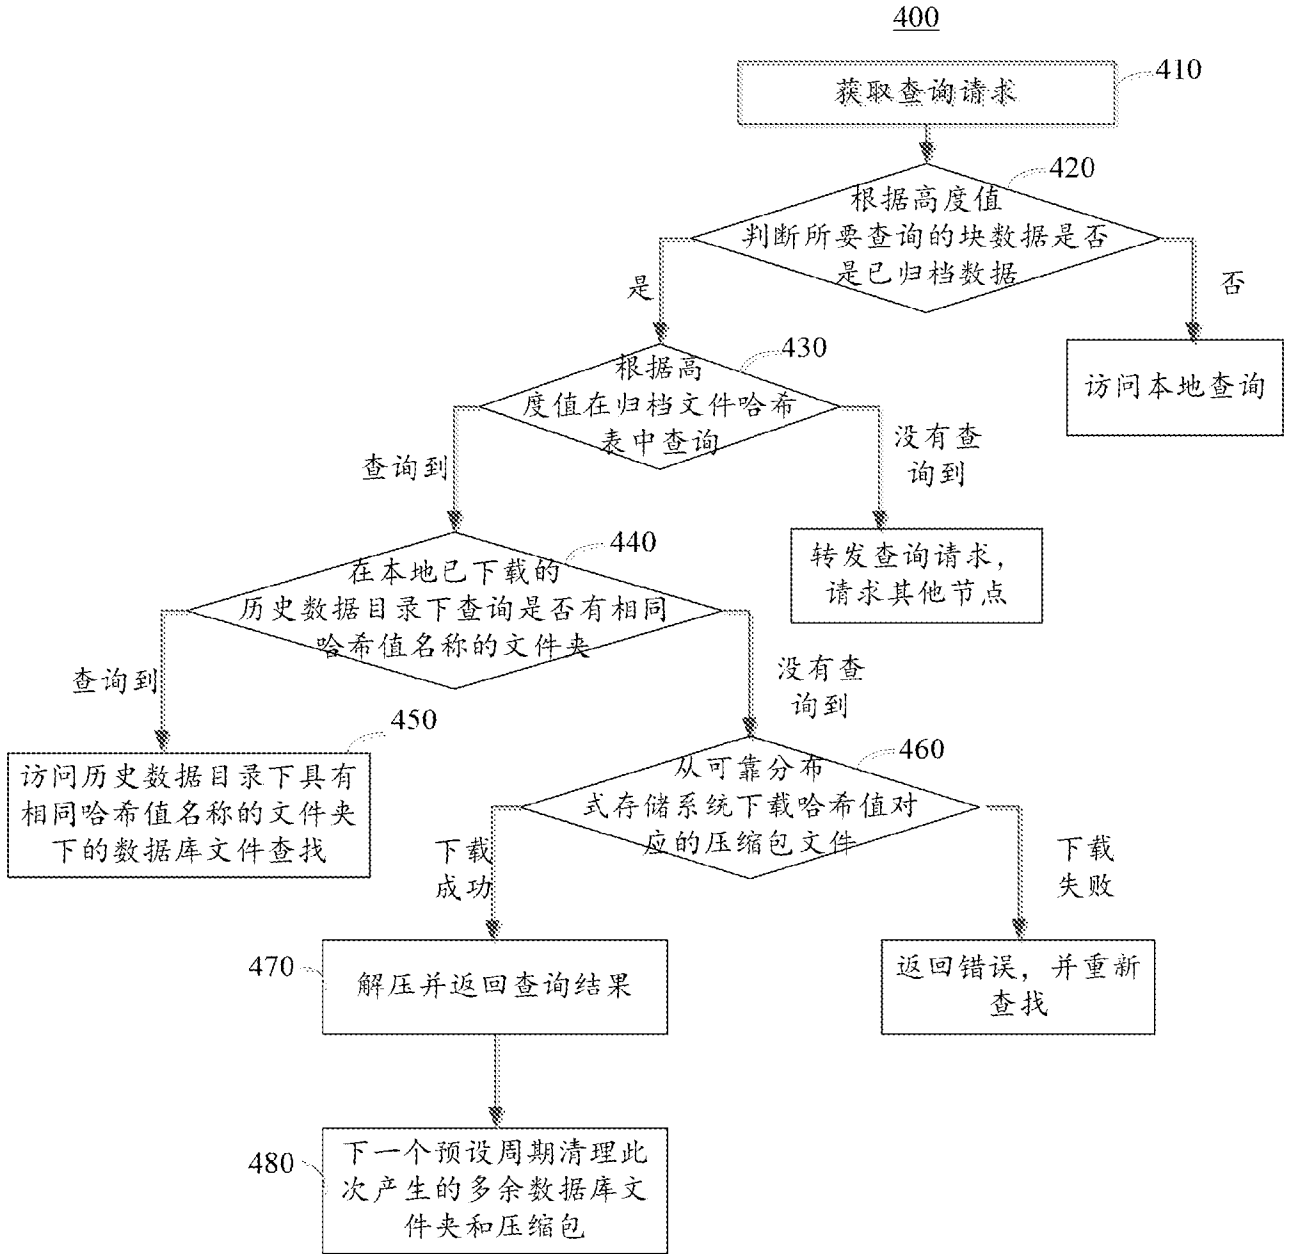 400
获取查询请求
410
420
根据高度值
判断所要查询的块数据是否
是已归档数据
是
否
430
根据高
度值在归档文件哈希
表中查询
访问本地查询
查询到
没有查
询到
440
在本地已下载的
历史数据目录下查询是否有相同
哈希值名称的文件夹
转发查询请求，
请求其他节点
查询到
没有查
询到
450
访问历史数据目录下具有
相同哈希值名称的文件夹
下的数据库文件查找
460
从可靠分布
式存储系统下载哈希值对
应的压缩包文件
下载
成功
下载
失败
470
解压并返回查询结果
返回错误，并重新
查找
480
下一个预设周期清理此
次产生的多余数据库文
件夹和压缩包